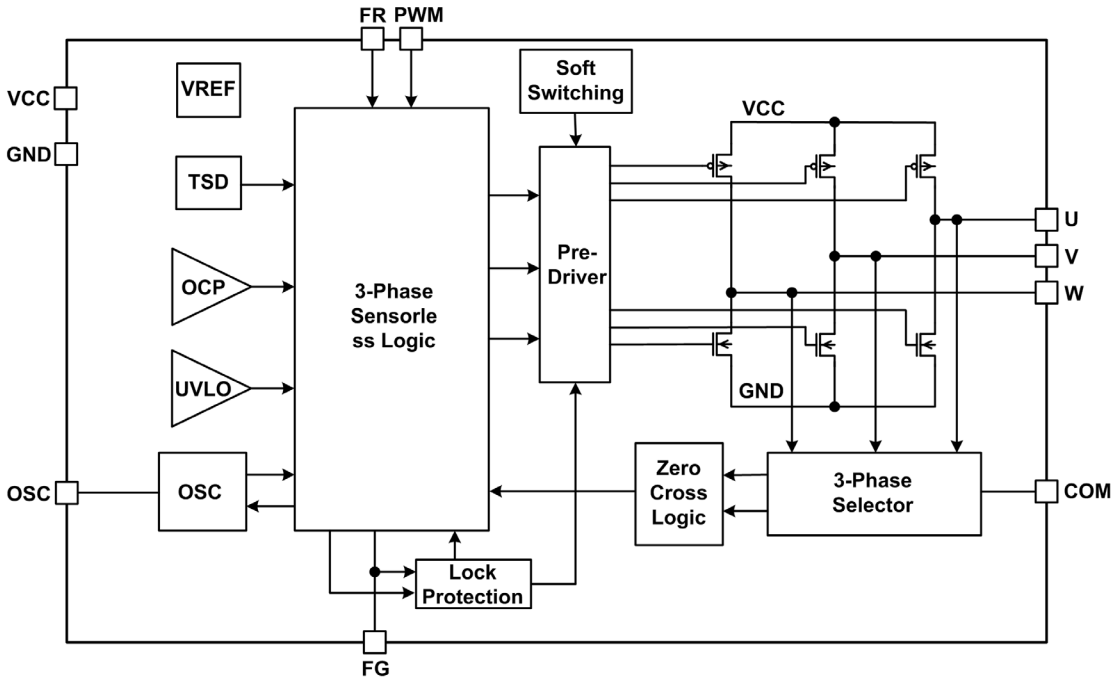 FR PWM
VCC
GND
VREF
TSD
OCP
UVLO
OSC
OSC
3-Phase
Sensorle
ss Logic
Soft
Switching
Pre-
Driver
VCC
GND
U
V
W
Zero
Cross
Logic
3-Phase
Selector
COM
Lock
Protection
FG